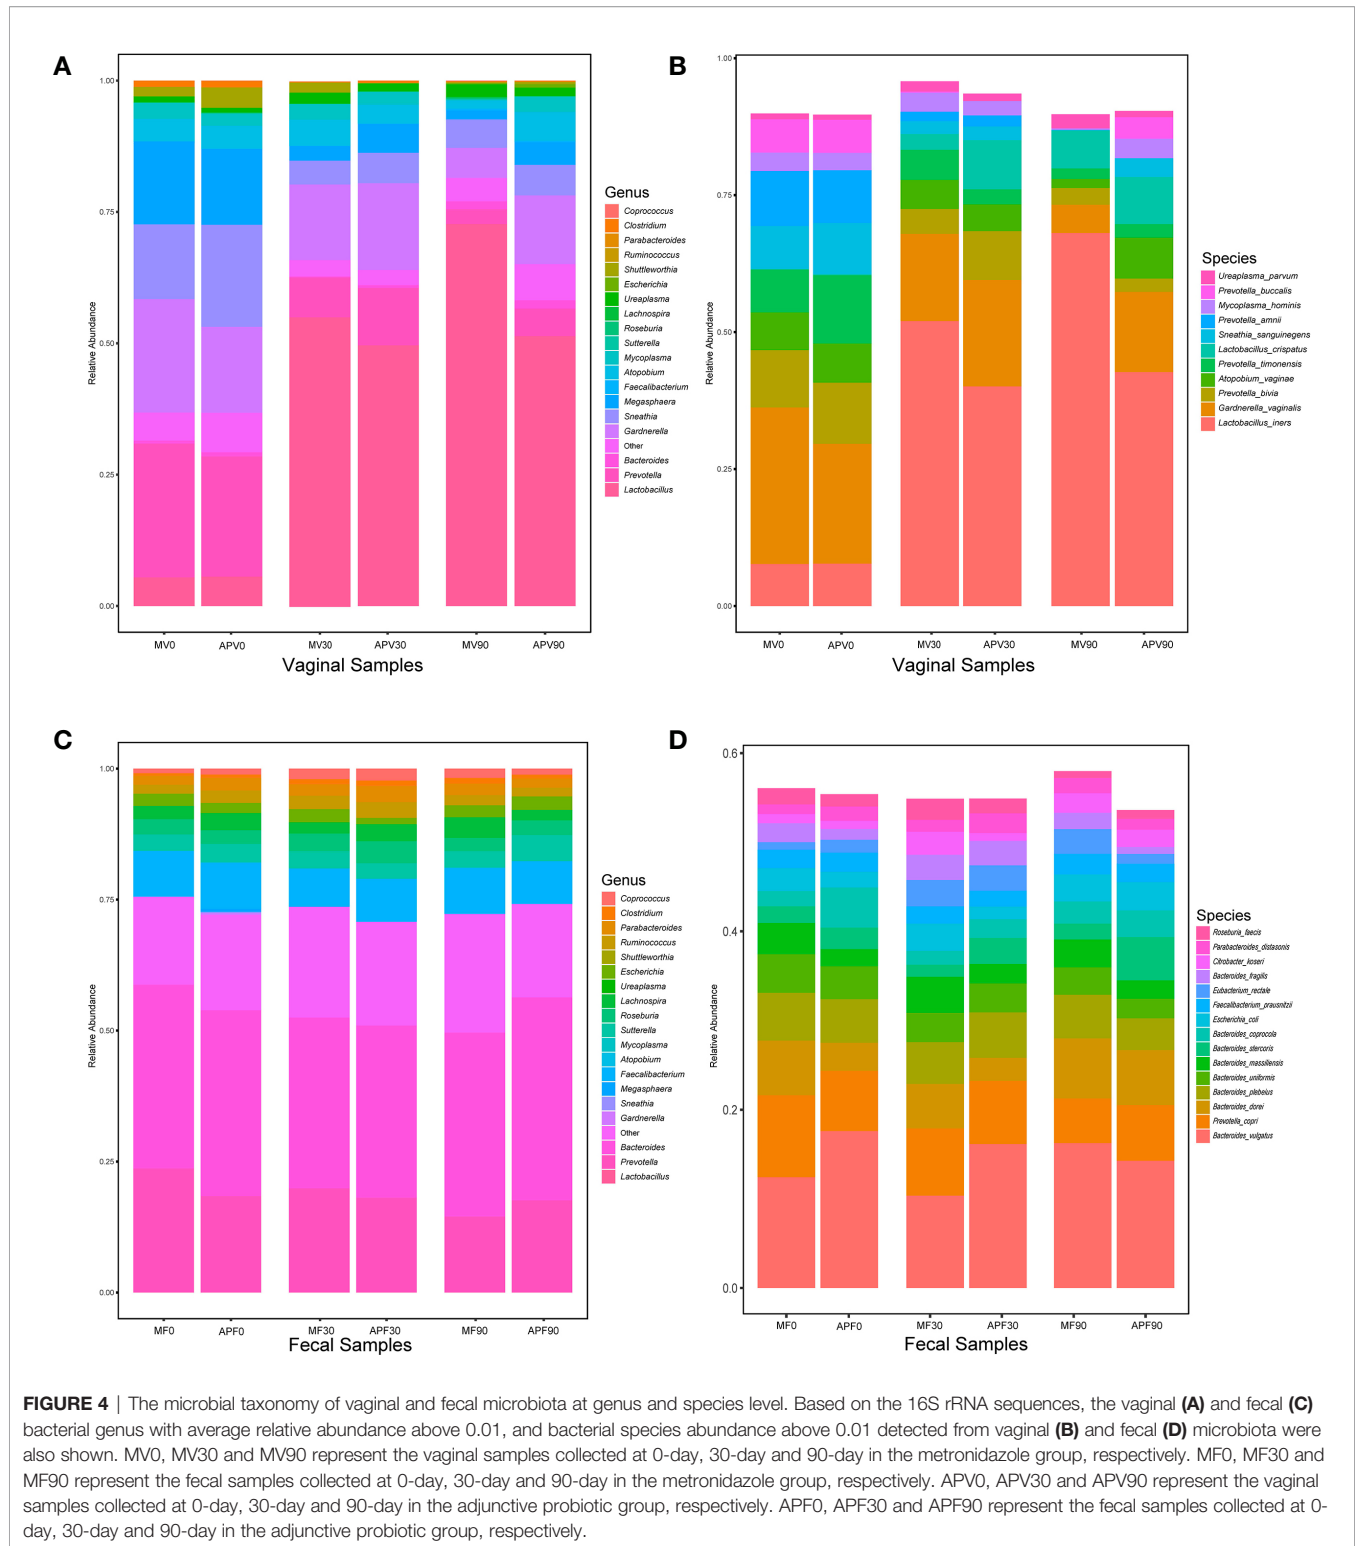 A
1.00
0.75
0.50
0.25
0.00
Relative Abundance
MV0 APV0 MV30 APV30 MV90 APV90
Vaginal Samples
Genus
Coprococcus
Clostridium
Parabacteroides
Ruminococcus
Shuttleworthia
Escherichia
Ureaplasma
Lachnospira
Roseburia
Sutterella
Mycoplasma
Atopobium
Faecalibacterium
Megasphaera
Sneathia
Gardnerella
Other
Bacteroides
Prevotella
Lactobacillus
B
1.00
0.75
0.50
0.25
0.00
Relative Abundance
MV0 APV0 MV30 APV30 MV90 APV90
Vaginal Samples
Species
Ureaplasma_parvum
Prevotella_buccalis
Mycoplasma_hominis
Prevotella_amnii
Sneathia_sanguinegens
Lactobacillus_crispatus
Prevotella_timonensis
Atopobium_vaginae
Prevotella_bivia
Gardnerella_vaginalis
Lactobacillus_iners
C
1.00
0.75
0.50
0.25
0.00
Relative Abundance
MF0 APF0 MF30 APF30 MF90 APF90
Fecal Samples
Genus
Coprococcus
Clostridium
Parabacteroides
Ruminococcus
Shuttleworthia
Escherichia
Ureaplasma
Lachnospira
Roseburia
Sutterella
Mycoplasma
Atopobium
Faecalibacterium
Megasphaera
Sneathia
Gardnerella
Other
Bacteroides
Prevotella
Lactobacillus
D
0.6
0.4
0.2
0.0
Relative Abundance
MF0 APF0 MF30 APF30 MF90 APF90
Fecal Samples
Species
Roseburia_faecis
Parabacteroides_distasonis
Citrobacter_koseri
Bacteroides_fragilis
Eubacterium_rectale
Faecalibacterium_prausnitzii
Escherichia_coli
Bacteroides_coprocola
Bacteroides_stercoris
Bacteroides_massiliensis
Bacteroides_uniformis
Bacteroides_plebeius
Bacteroides_dorei
Prevotella_copri
Bacteroides_vulgatus
FIGURE 4 | The microbial taxonomy of vaginal and fecal microbiota at genus and species level. Based on the 16S rRNA sequences, the vaginal (A) and fecal (C)
bacterial genus with average relative abundance above 0.01, and bacterial species abundance above 0.01 detected from vaginal (B) and fecal (D) microbiota were
also shown. MV0, MV30 and MV90 represent the vaginal samples collected at 0-day, 30-day and 90-day in the metronidazole group, respectively. MF0, MF30 and
MF90 represent the fecal samples collected at 0-day, 30-day and 90-day in the metronidazole group, respectively. APV0, APV30 and APV90 represent the vaginal
samples collected at 0-day, 30-day and 90-day in the adjunctive probiotic group, respectively. APF0, APF30 and APF90 represent the fecal samples collected at 0-
day, 30-day and 90-day in the adjunctive probiotic group, respectively.